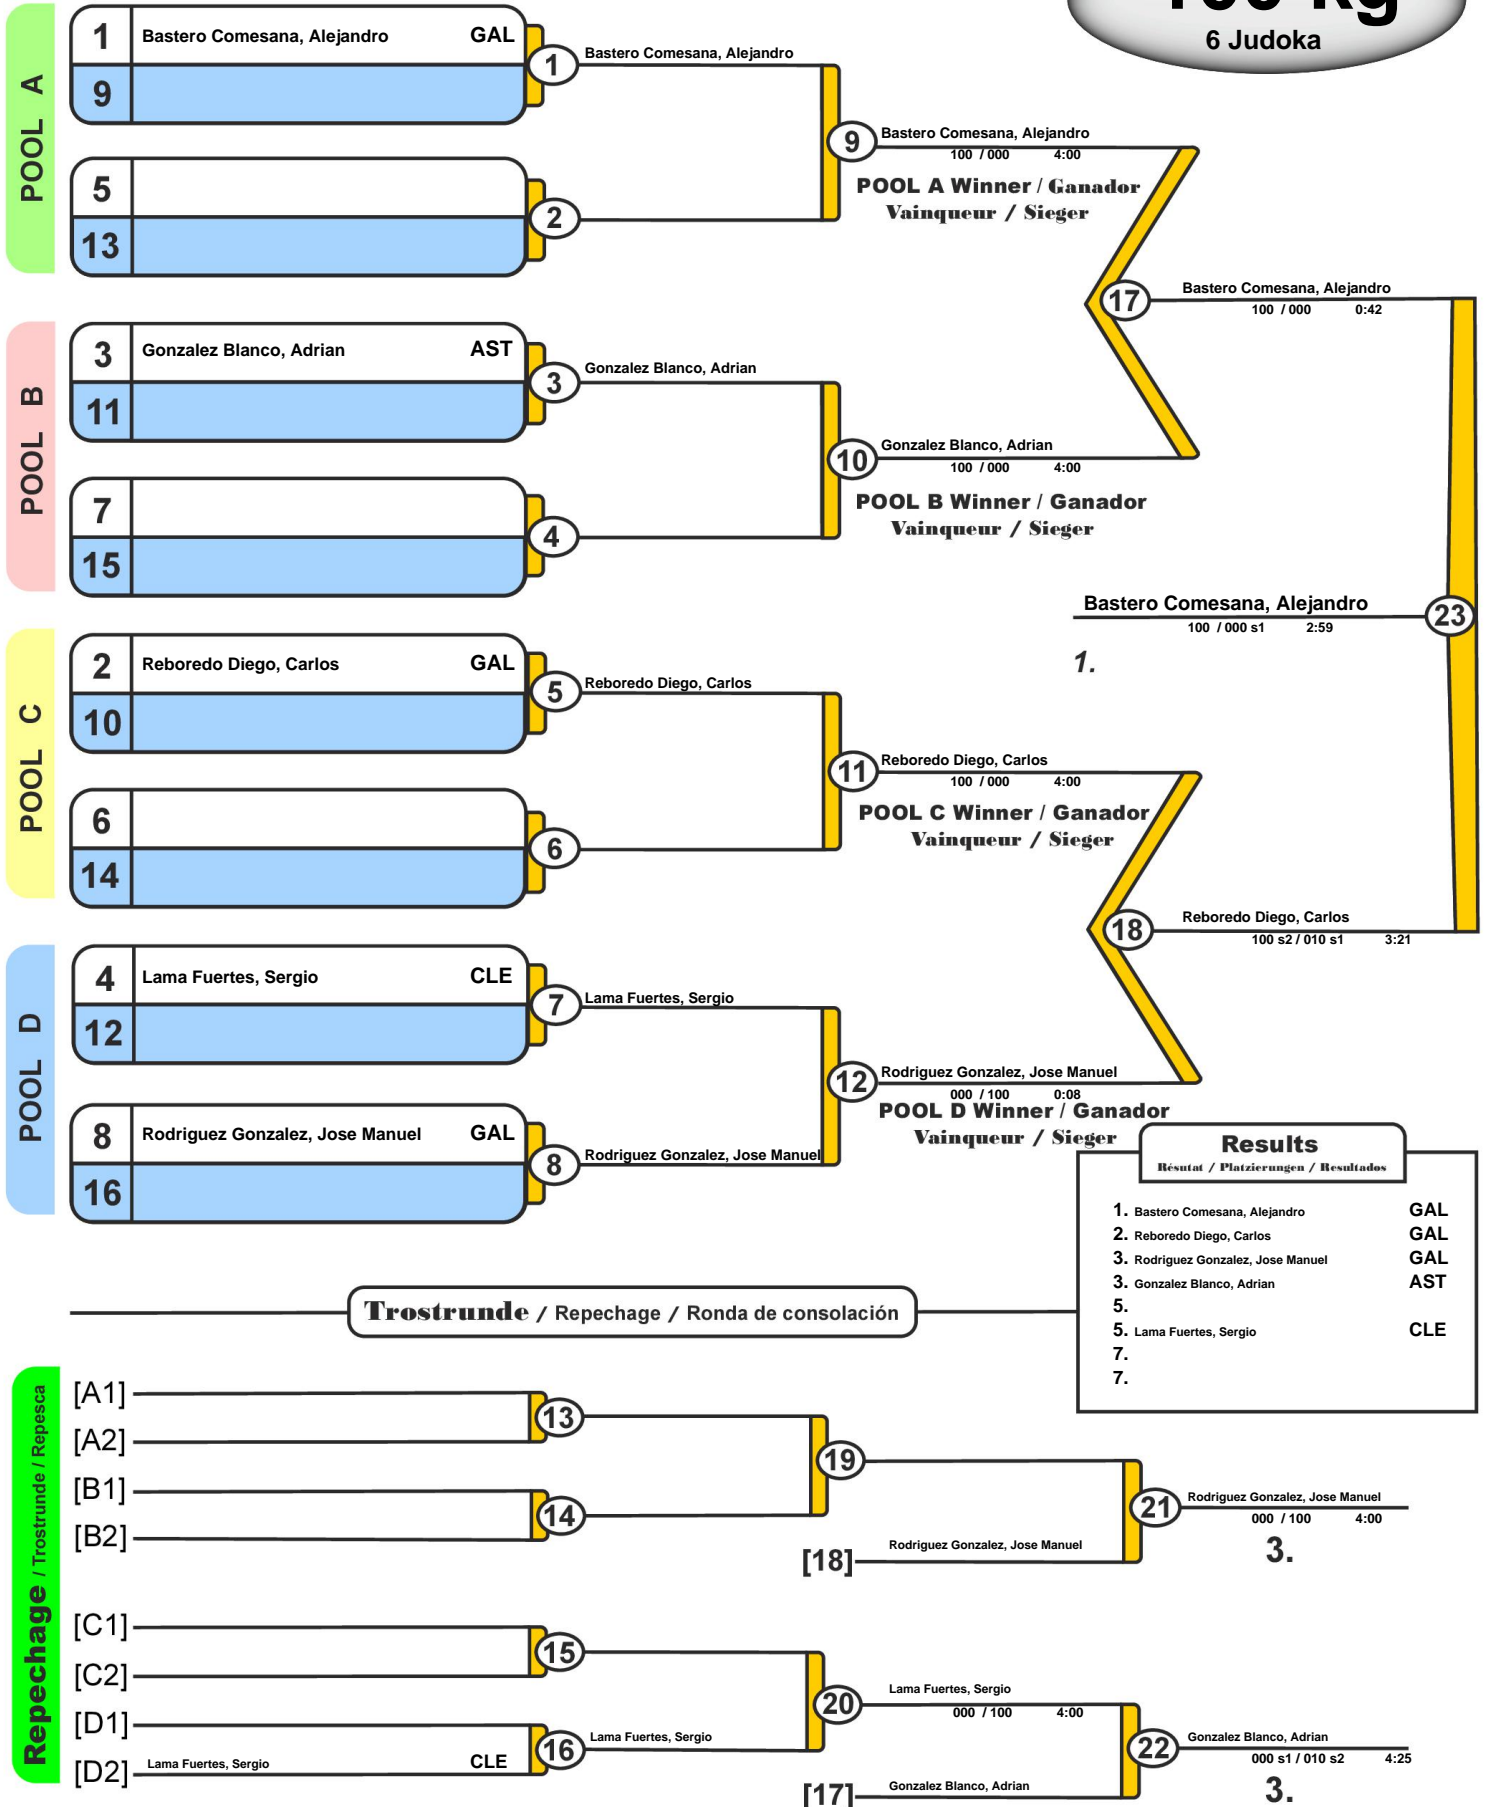 6 Judoka
POOL A
1 Bastero Comesana, Alejandro GAL
9
1
Bastero Comesana, Alejandro
5
13
2
9
Bastero Comesana, Alejandro
100 / 000 4:00
POOL A Winner / Ganador
Vainqueur / Sieger
17
Bastero Comesana, Alejandro
100 / 000 0:42
POOL B
3 Gonzalez Blanco, Adrian AST
11
3
Gonzalez Blanco, Adrian
7
15
4
10
Gonzalez Blanco, Adrian
100 / 000 4:00
POOL B Winner / Ganador
Vainqueur / Sieger
Bastero Comesana, Alejandro
100 / 000 s1 2:59
23
1.
POOL C
2 Reboredo Diego, Carlos GAL
10
5
Reboredo Diego, Carlos
6
14
6
11
Reboredo Diego, Carlos
100 / 000 4:00
POOL C Winner / Ganador
Vainqueur / Sieger
18
Reboredo Diego, Carlos
100 s2 / 010 s1 3:21
POOL D
4 Lama Fuertes, Sergio CLE
12
7
Lama Fuertes, Sergio
8 Rodriguez Gonzalez, Jose Manuel GAL
16
8
Rodriguez Gonzalez, Jose Manuel
12
Rodriguez Gonzalez, Jose Manuel
000 / 100 0:08
POOL D Winner / Ganador
Vainqueur / Sieger
Results
Résutat / Platzierungen / Resultados
1. Bastero Comesana, Alejandro GAL
2. Reboredo Diego, Carlos GAL
3. Rodriguez Gonzalez, Jose Manuel GAL
3. Gonzalez Blanco, Adrian AST
5.
5. Lama Fuertes, Sergio CLE
7.
7.
Trostrunde / Repechage / Ronda de consolación
Repechage / Trostrunde / Repesca
[A1]
[A2]
13
[B1]
[B2]
14
19
[18] Rodriguez Gonzalez, Jose Manuel
21
Rodriguez Gonzalez, Jose Manuel
000 / 100 4:00
3.
[C1]
[C2]
15
[D1]
[D2] Lama Fuertes, Sergio CLE
16
Lama Fuertes, Sergio
20
Lama Fuertes, Sergio
000 / 100 4:00
[17] Gonzalez Blanco, Adrian
22
Gonzalez Blanco, Adrian
000 s1 / 010 s2 4:25
3.